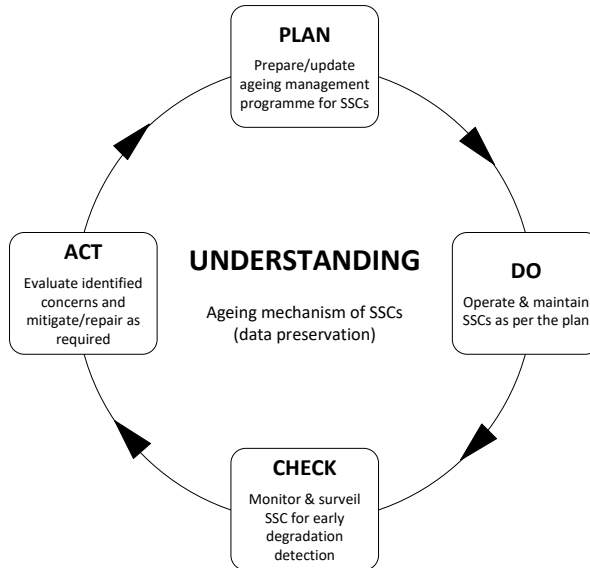 PLAN
Prepare/update
ageing management
programme for SSCs
ACT
Evaluate identified
concerns and
mitigate/repair as
required
UNDERSTANDING
Ageing mechanism of SSCs
(data preservation)
DO
Operate & maintain
SSCs as per the plan
CHECK
Monitor & surveil
SSC for early
degradation
detection